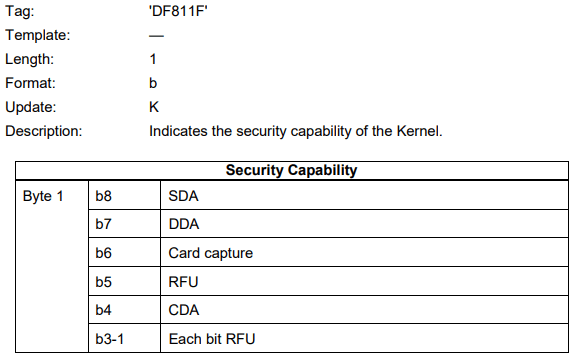 Tag: 'DF811F'
Template: —
Length: 1
Format: b
Update: K
Description: Indicates the security capability of the Kernel.
Security Capability
Byte 1 b8 SDA
b7 DDA
b6 Card capture
b5 RFU
b4 CDA
b3-1 Each bit RFU